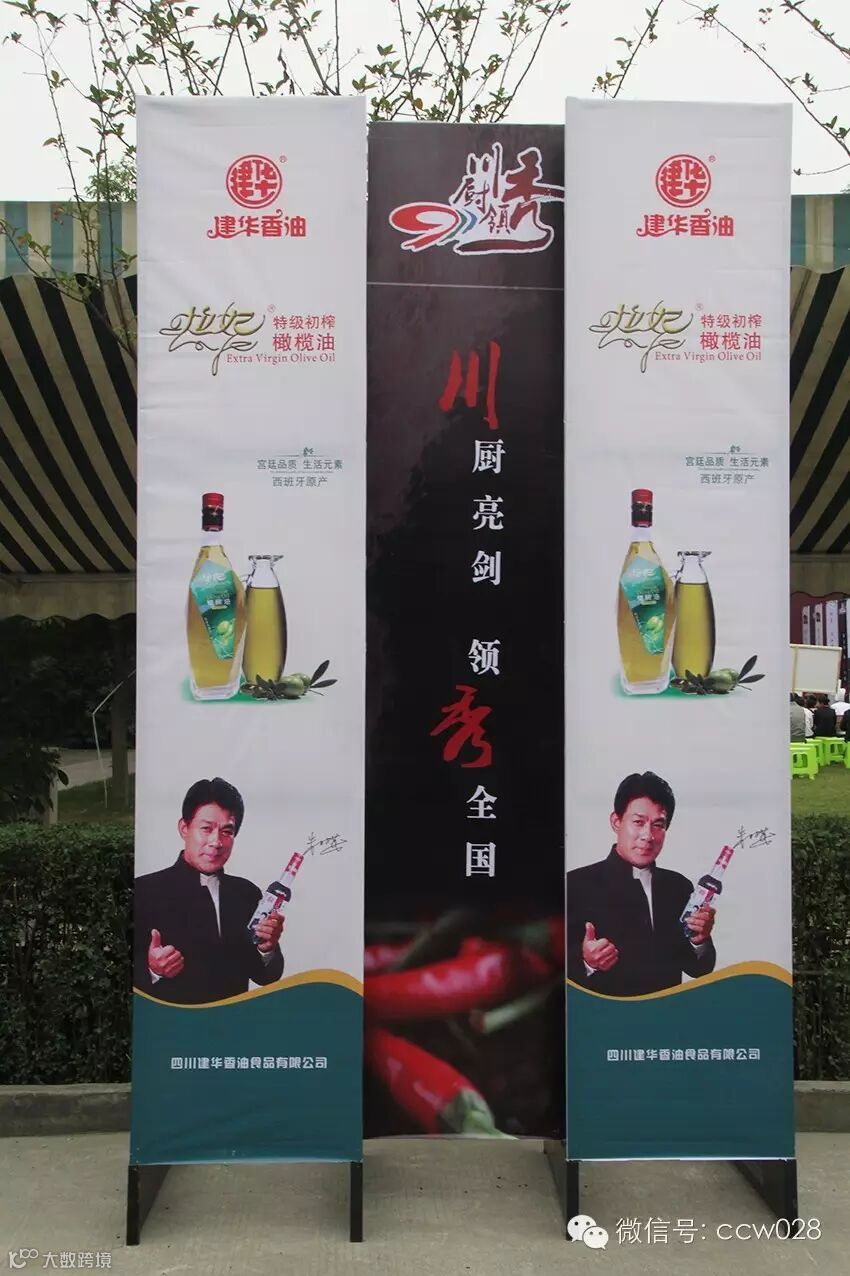 建华
®
建华香油
®
特级初榨
橄榄油
Extra Virgin Olive Oil
宫廷品质 生活元素
西班牙原产
四川建华香油食品有限公司
川厨领秀
川厨亮剑 领秀全国
建华
®
建华香油
®
特级初榨
橄榄油
Extra Virgin Olive Oil
宫廷品质 生活元素
西班牙原产
四川建华香油食品有限公司
微信号: ccw028
大数跨境